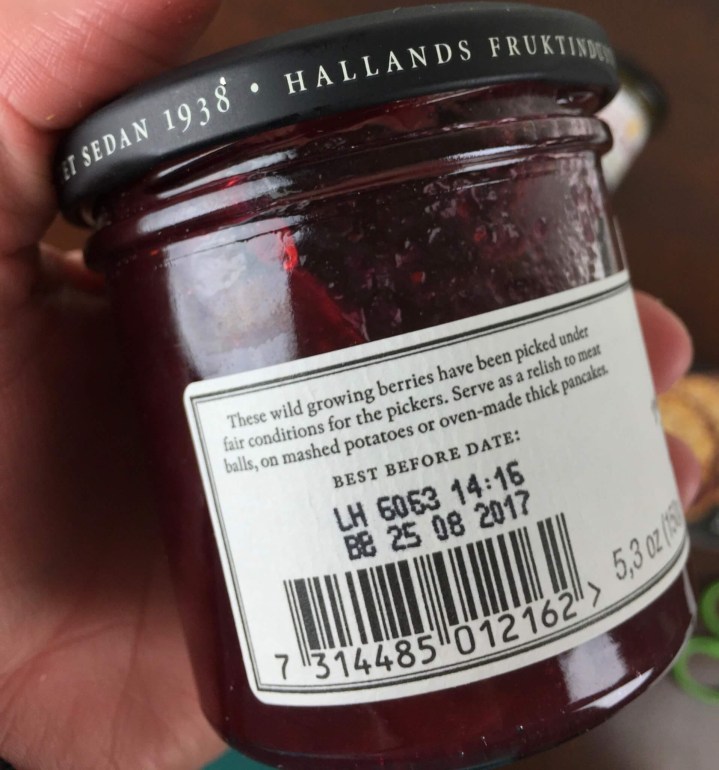 ET SEDAN 1938 • HALLANDS
These wild growing berries have been picked under
fair conditions for the pickers. Serve as a relish to meat
balls, on mashed potatoes or oven-made thick pancakes.
BEST BEFORE DATE:
LH 6063 14:16
BB 25 08 2017
7 314485 012162 >
5,3 oz